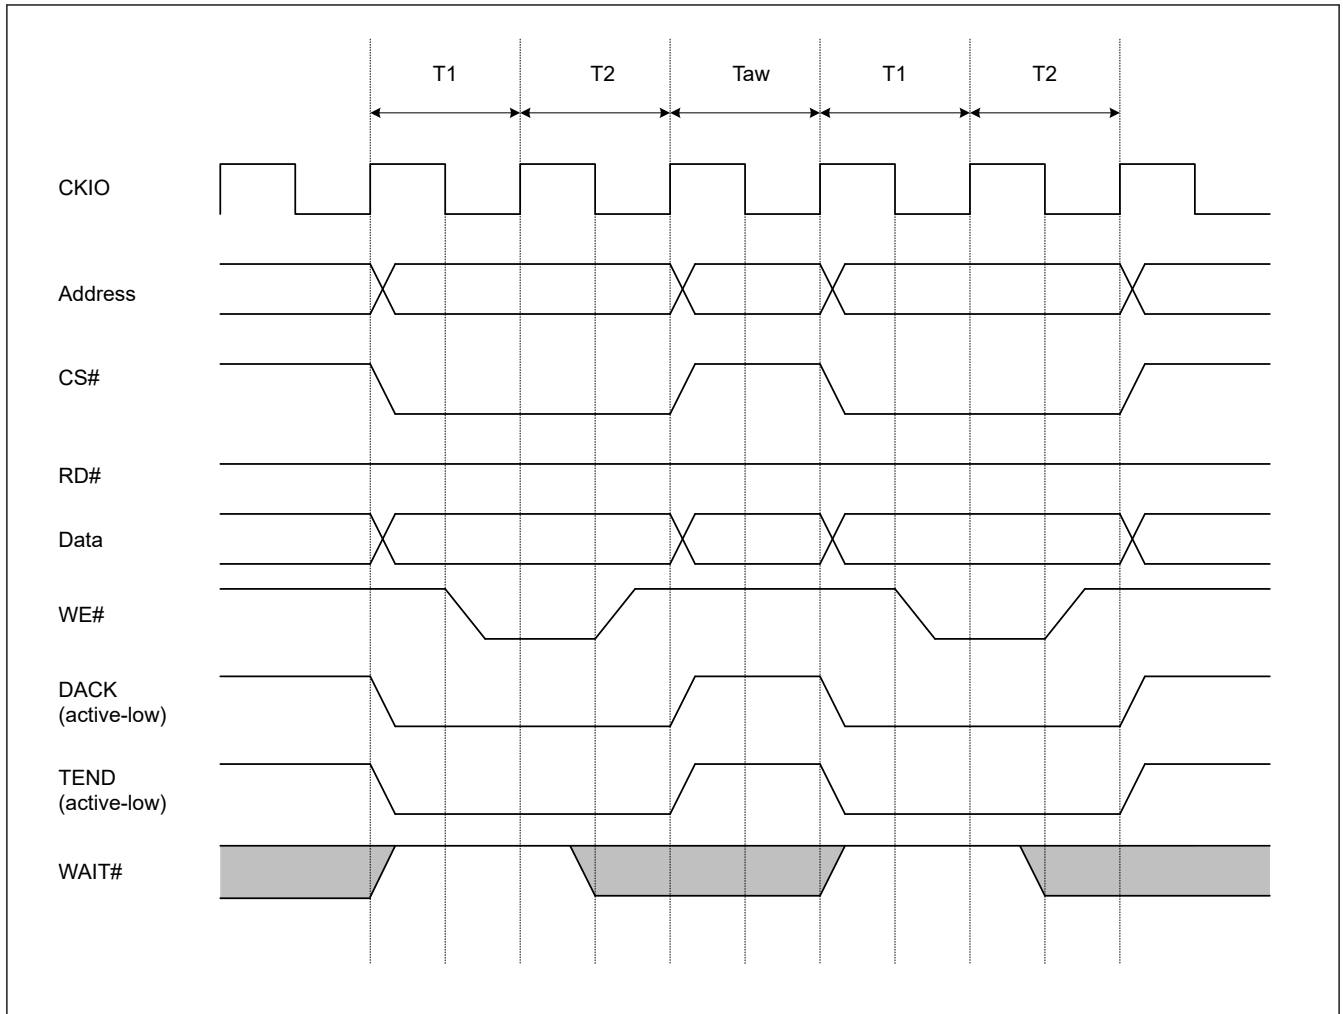 T1 T2 Taw T1 T2
CKIO
Address
CS#
RD#
Data
WE#
DACK
(active-low)
TEND
(active-low)
WAIT#